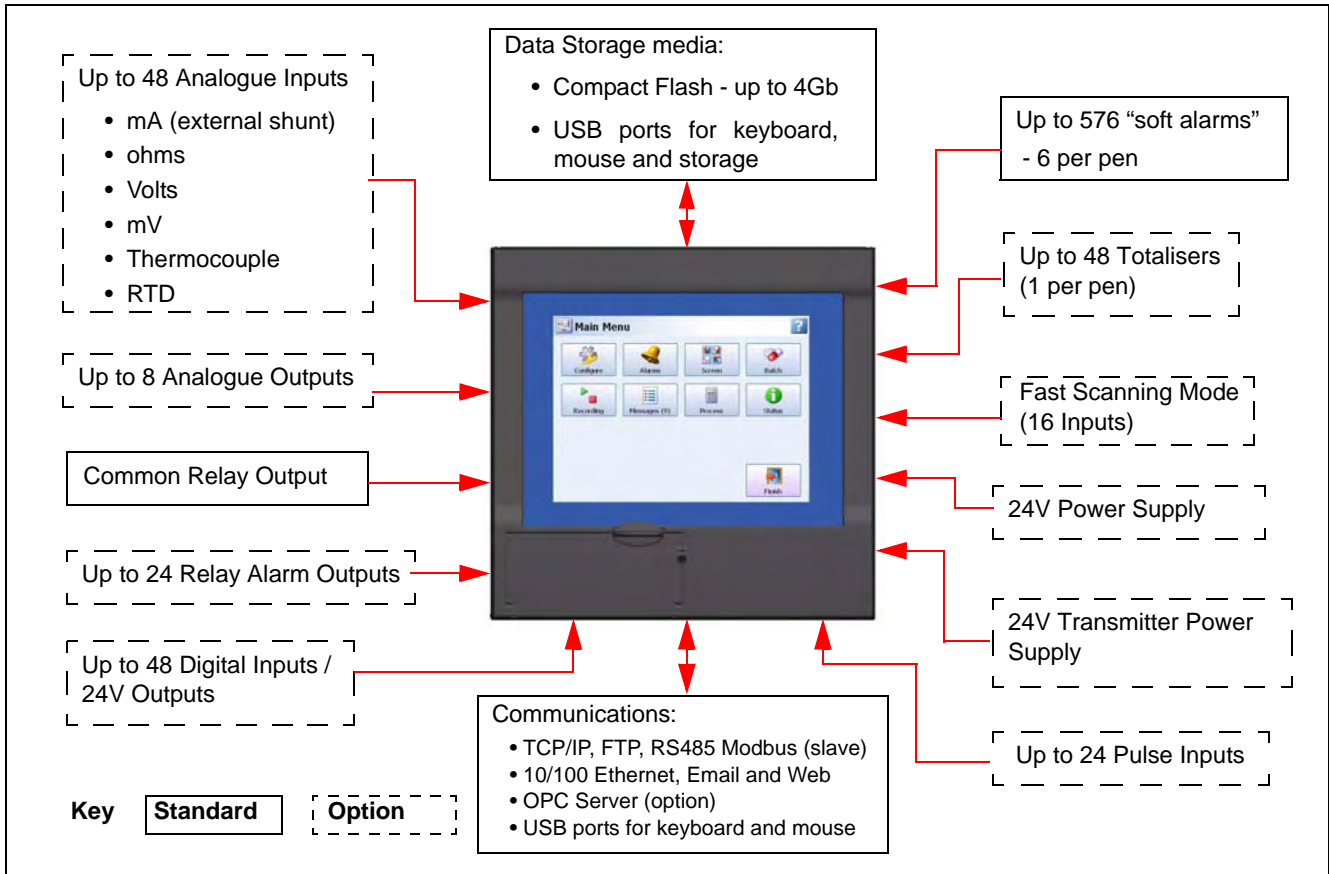 Up to 48 Analogue Inputs
• mA (external shunt)
• ohms
• Volts
• mV
• Thermocouple
• RTD
Up to 8 Analogue Outputs
Common Relay Output
Up to 24 Relay Alarm Outputs
Up to 48 Digital Inputs /
24V Outputs
Data Storage media:
• Compact Flash - up to 4Gb
• USB ports for keyboard,
mouse and storage
Main Menu
?
Configure
Alarms
Screen
Batch
Recording
Messages (9)
Process
Status
Finish
Communications:
• TCP/IP, FTP, RS485 Modbus (slave)
• 10/100 Ethernet, Email and Web
• OPC Server (option)
• USB ports for keyboard and mouse
Up to 576 “soft alarms”
- 6 per pen
Up to 48 Totalisers
(1 per pen)
Fast Scanning Mode
(16 Inputs)
24V Power Supply
24V Transmitter Power
Supply
Up to 24 Pulse Inputs
Key
Standard
Option